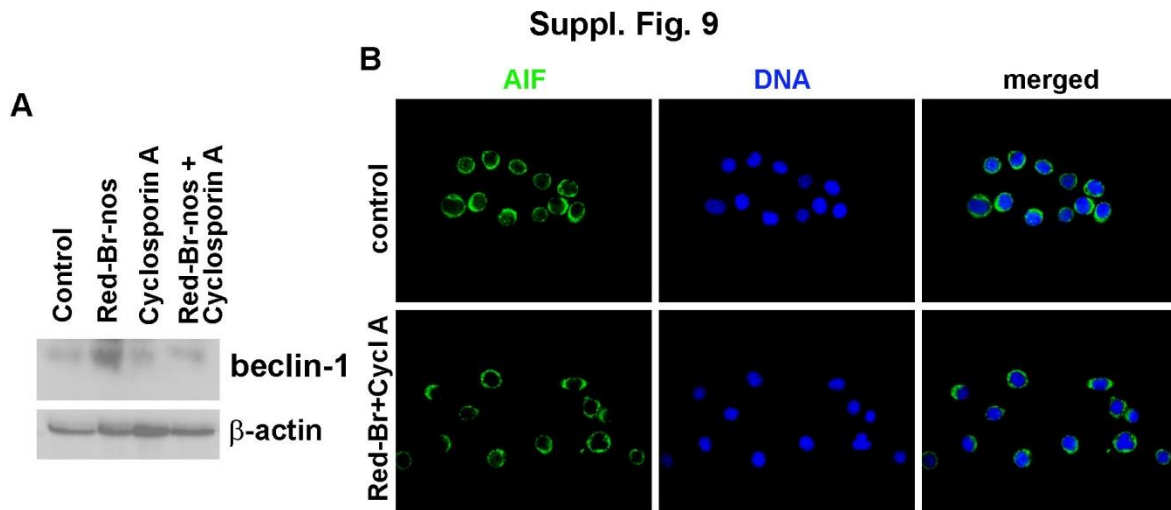 Suppl. Fig. 9
A
Control
Red-Br-nos
Cyclosporin A
Red-Br-nos +
Cyclosporin A
beclin-1
β-actin
B
AIF
DNA
merged
control
Red-Br+Cycl A